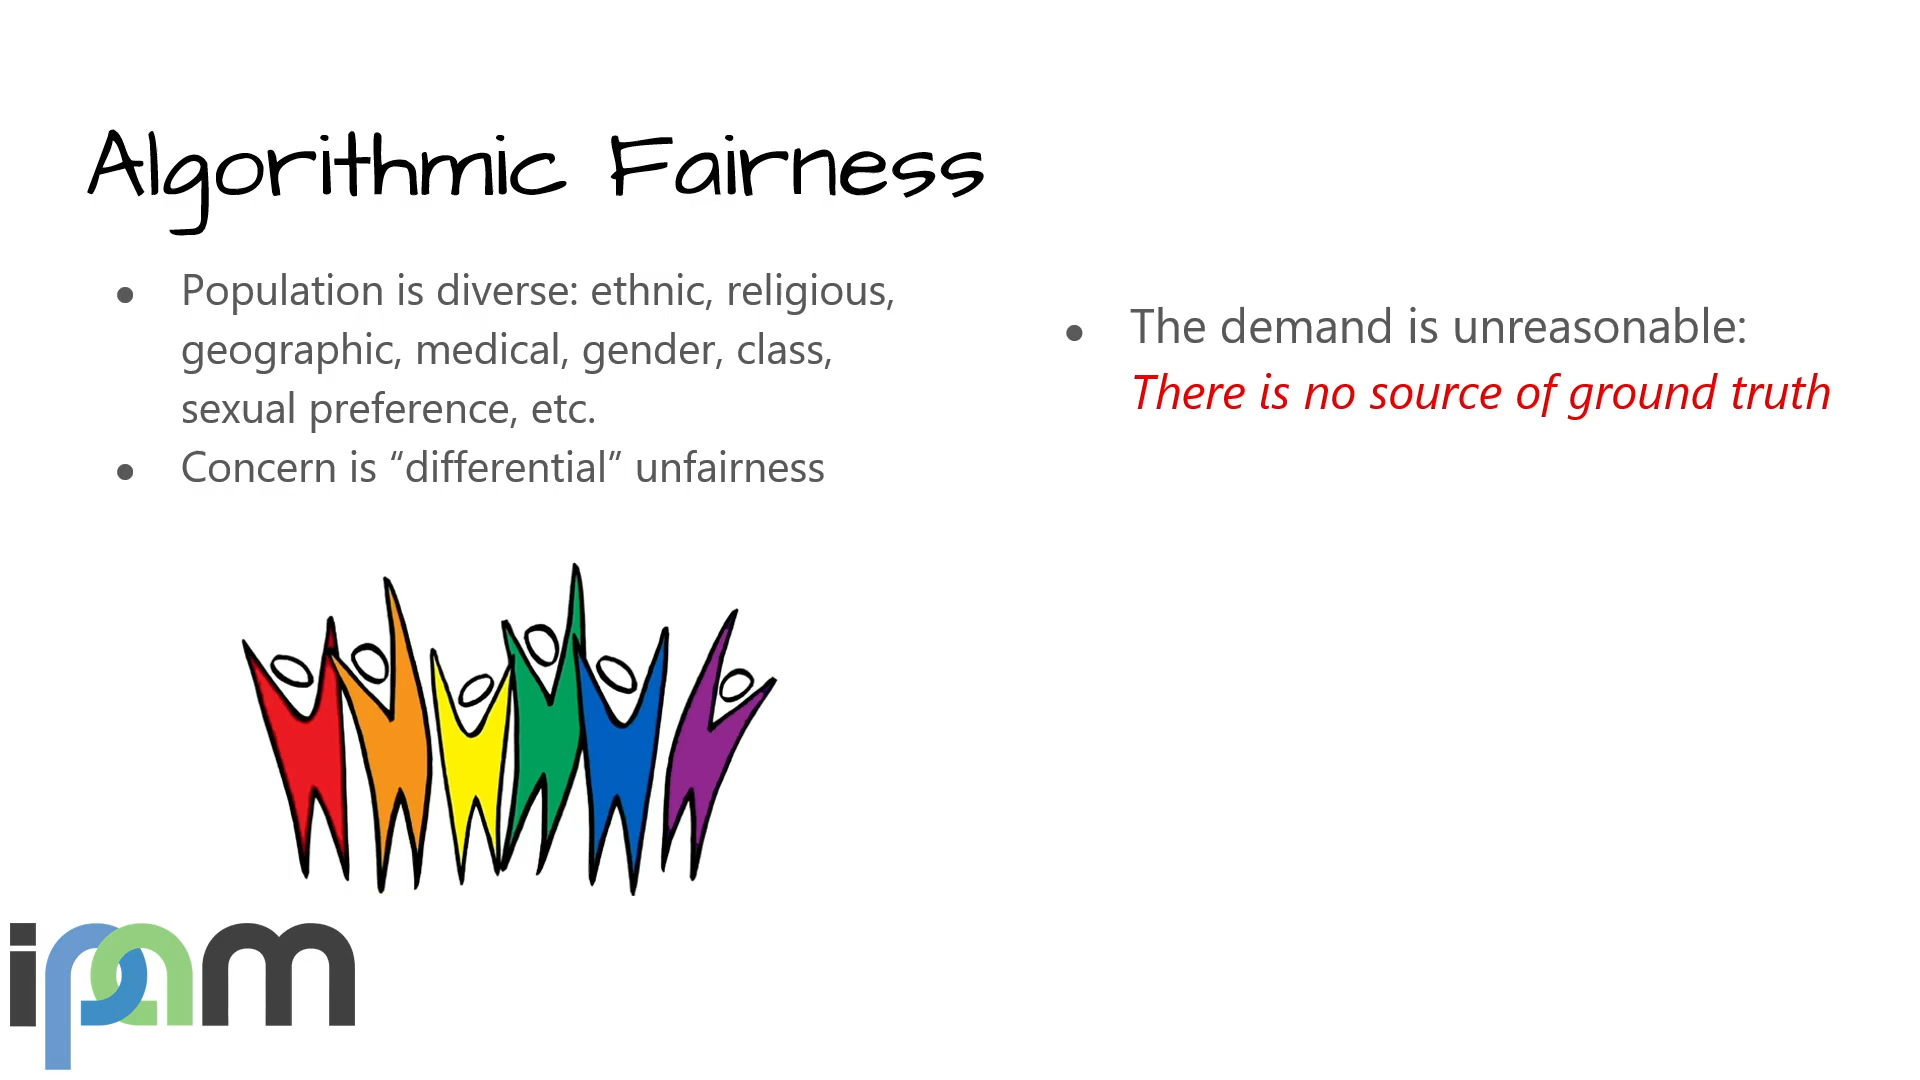 Algorithmic Fairness
● Population is diverse: ethnic, religious,
geographic, medical, gender, class,
sexual preference, etc.
● Concern is “differential” unfairness
● The demand is unreasonable:
There is no source of ground truth
ipam